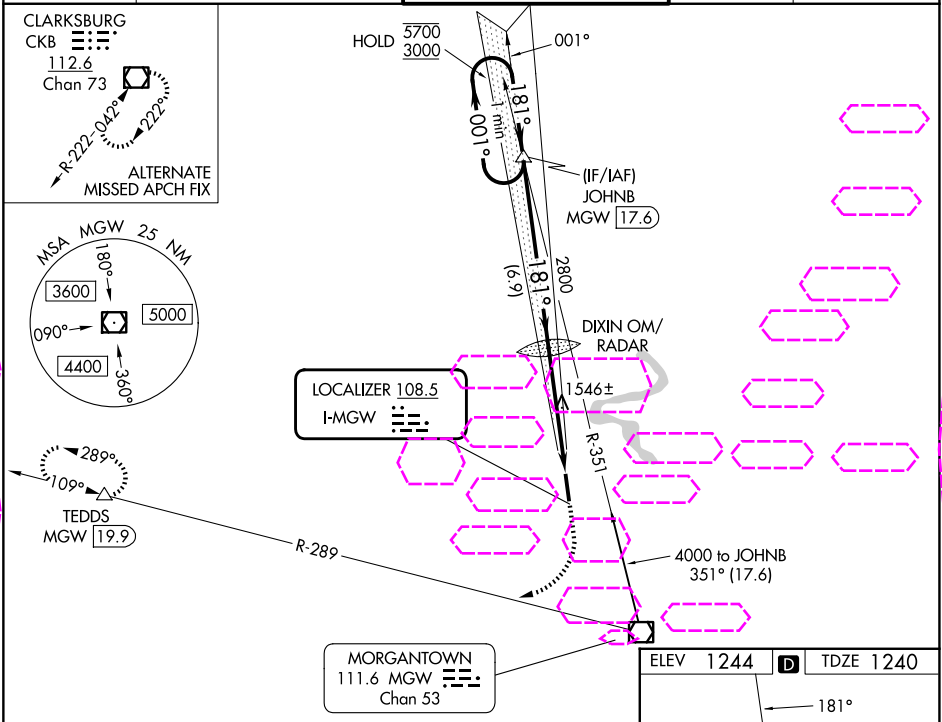 CLARKSBURG
CKB
112.6
Chan 73
R-222-042°
222°
ALTERNATE
MISSED APCH FIX
HOLD 5700
3000
001°
181°
1 min
001°
(IF/IAF)
JOHNB
MGW 17.6
MSA MGW 25 NM
180°
3600
5000
090°
4400
360°
181°
(6.9)
2800
DIXIN OM/
RADAR
1546±
LOCALIZER 108.5
I-MGW
R-351
289°
109°
TEDDS
MGW 19.9
R-289
4000 to JOHNB
351° (17.6)
MORGANTOWN
111.6 MGW
Chan 53
ELEV 1244 D TDZE 1240
181°